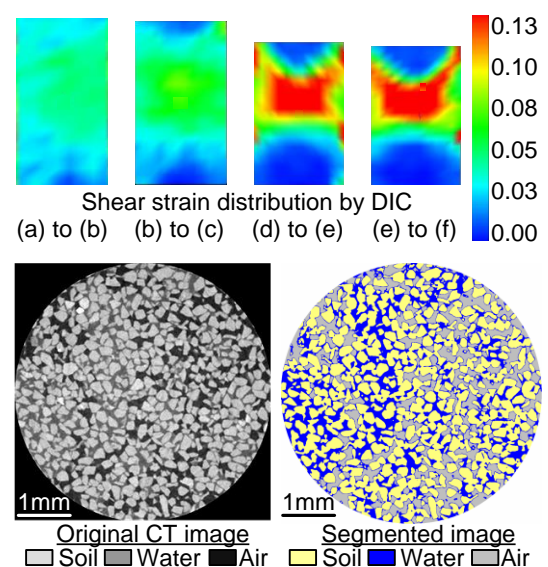 0.13
0.10
0.08
0.05
0.03
0.00
Shear strain distribution by DIC
(a) to (b) (b) to (c) (d) to (e) (e) to (f)
1mm 1mm
Original CT image Segmented image
Soil Water Air Soil Water Air